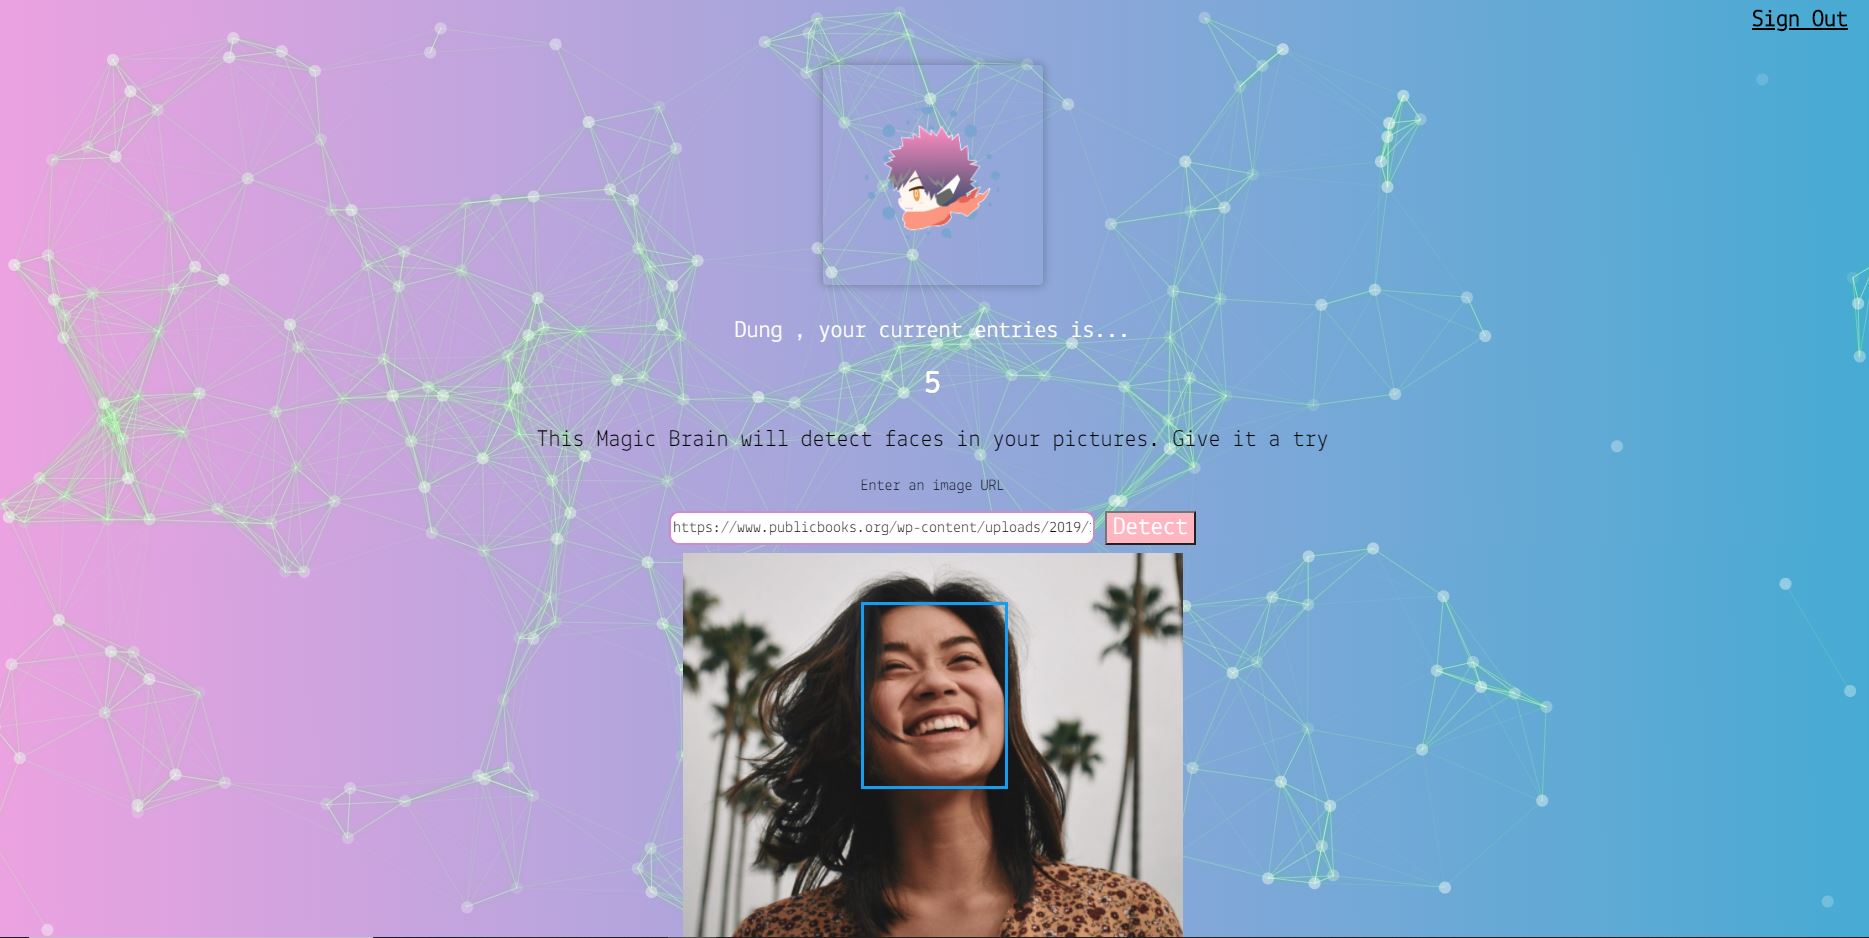 Sign Out
Dung , your current entries is...
5
This Magic Brain will detect faces in your pictures. Give it a try
Enter an image URL
https://www.publicbooks.org/wp-content/uploads/2019/
Detect